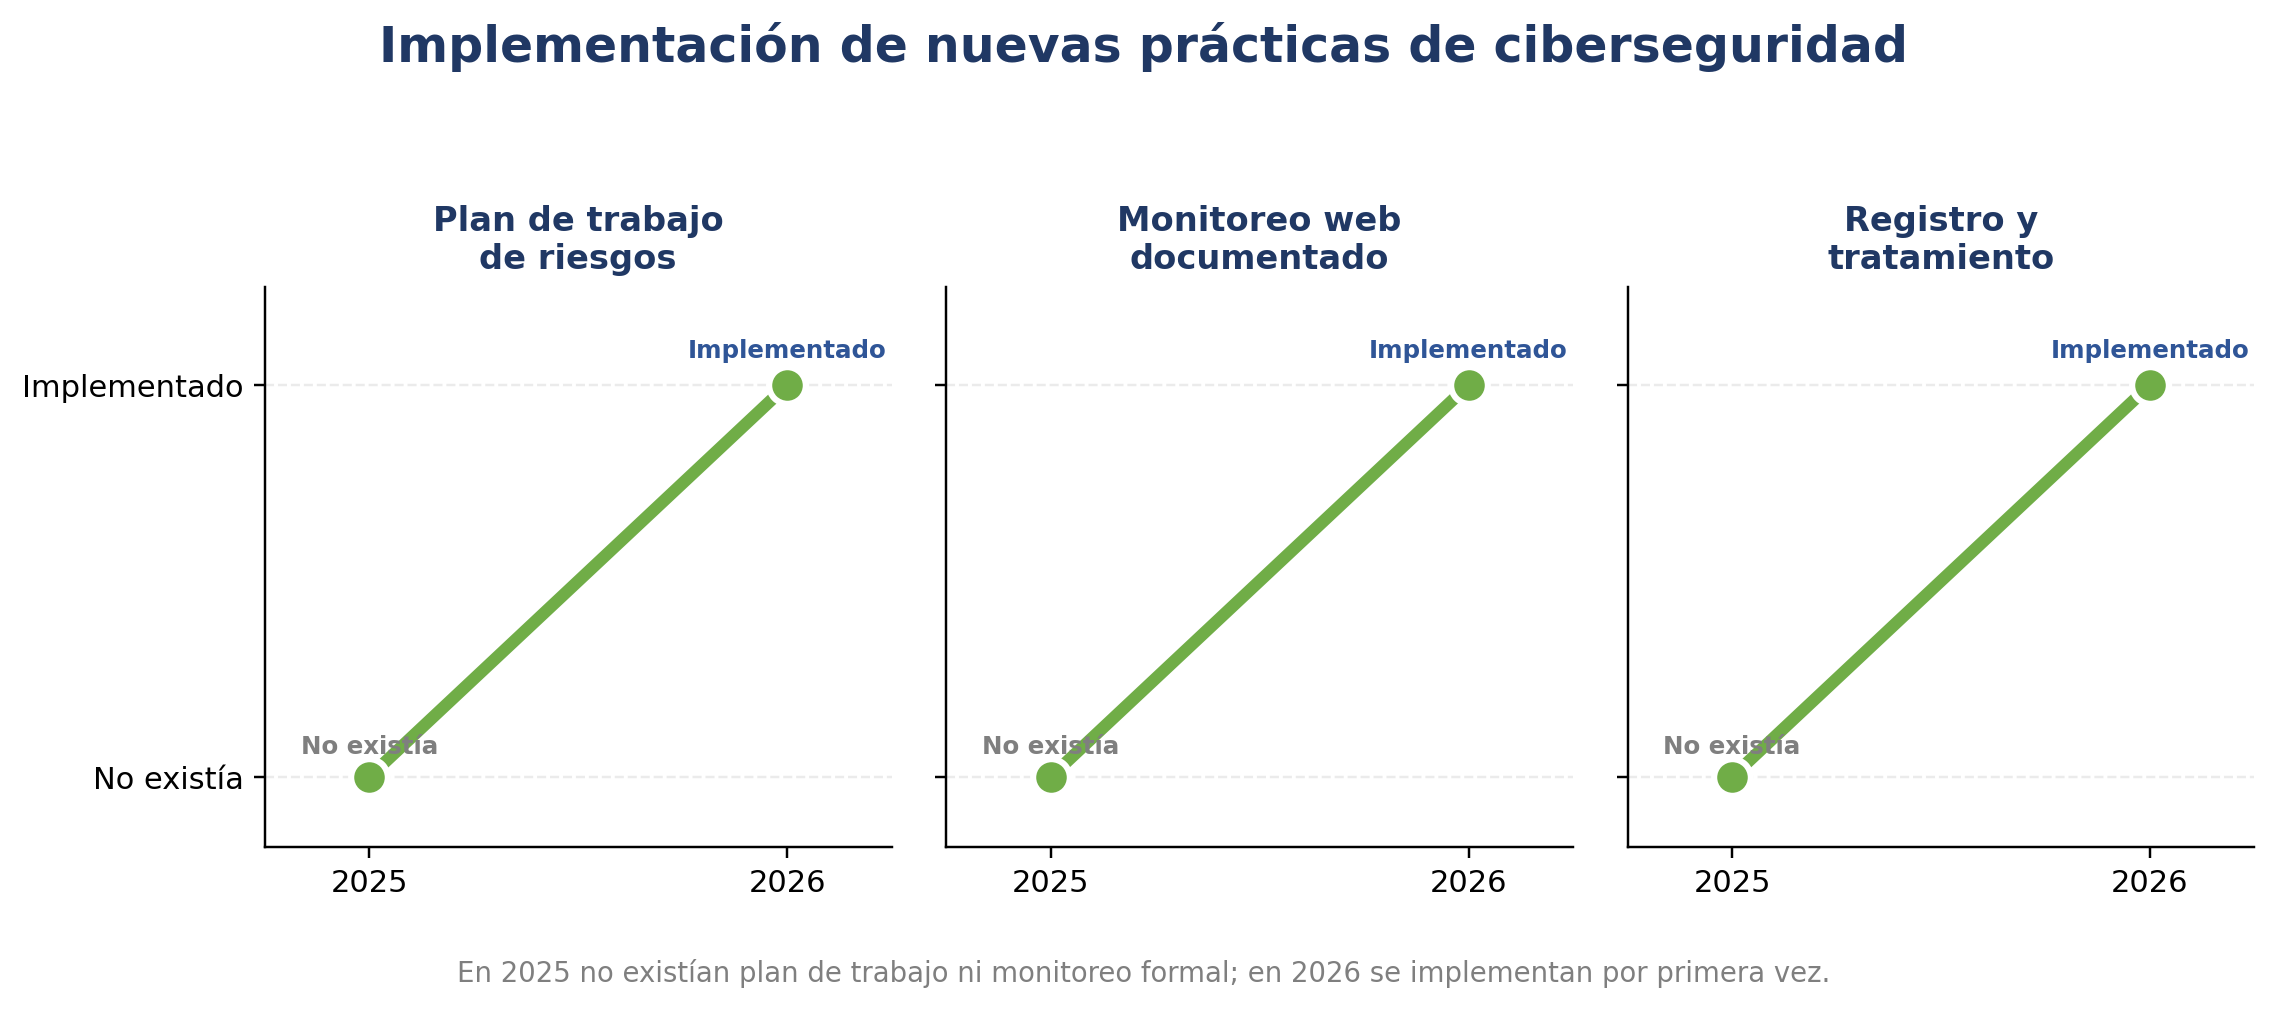 Implementación de nuevas prácticas de ciberseguridad
Plan de trabajo
de riesgos
Monitoreo web
documentado
Registro y
tratamiento
Implementado
Implementado
Implementado
Implementado
No existía
No existía
No existía
No existía
2025
2026
2025
2026
2025
2026
En 2025 no existían plan de trabajo ni monitoreo formal; en 2026 se implementan por primera vez.